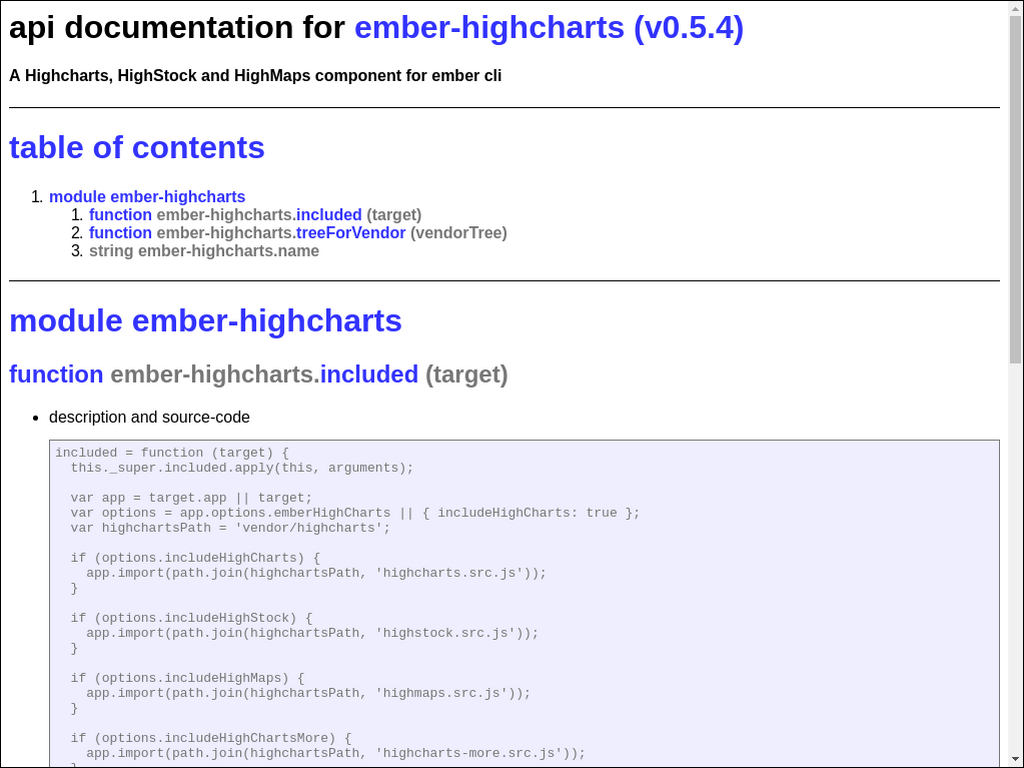 api documentation for ember-highcharts (v0.5.4)
A Highcharts, HighStock and HighMaps component for ember cli
table of contents
1. module ember-highcharts
1. function ember-highcharts.included (target)
2. function ember-highcharts.treeForVendor (vendorTree)
3. string ember-highcharts.name
module ember-highcharts
function ember-highcharts.included (target)
• description and source-code
included = function (target) {
  this._super.included.apply(this, arguments);
  var app = target.app || target;
  var options = app.options.emberHighCharts || { includeHighCharts: true };
  var highchartsPath = 'vendor/highcharts';
  if (options.includeHighCharts) {
    app.import(path.join(highchartsPath, 'highcharts.src.js'));
  }
  if (options.includeHighStock) {
    app.import(path.join(highchartsPath, 'highstock.src.js'));
  }
  if (options.includeHighMaps) {
    app.import(path.join(highchartsPath, 'highmaps.src.js'));
  }
  if (options.includeHighChartsMore) {
    app.import(path.join(highchartsPath, 'highcharts-more.src.js'));
  }